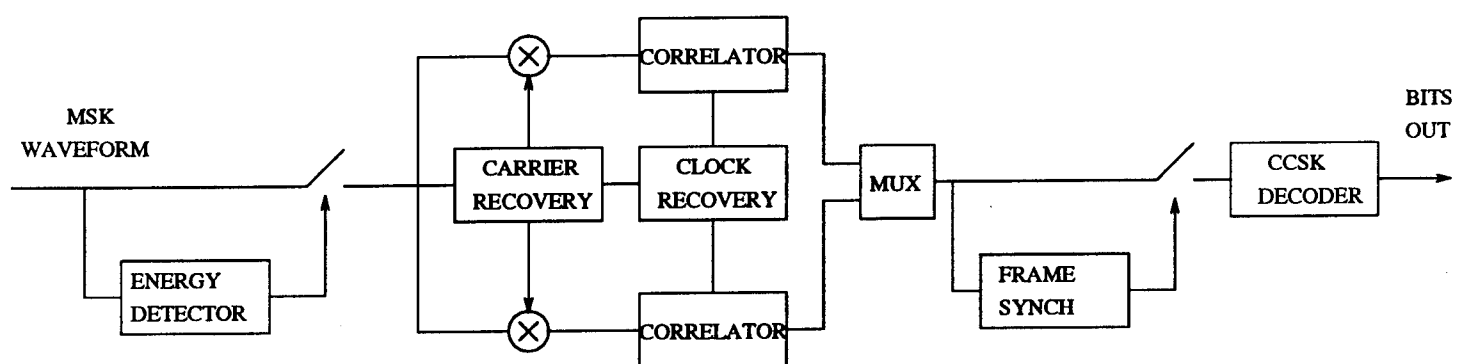 MSK
WAVEFORM
ENERGY
DETECTOR
CARRIER
RECOVERY
CORRELATOR
CLOCK
RECOVERY
CORRELATOR
MUX
FRAME
SYNCH
CCSK
DECODER
BITS
OUT